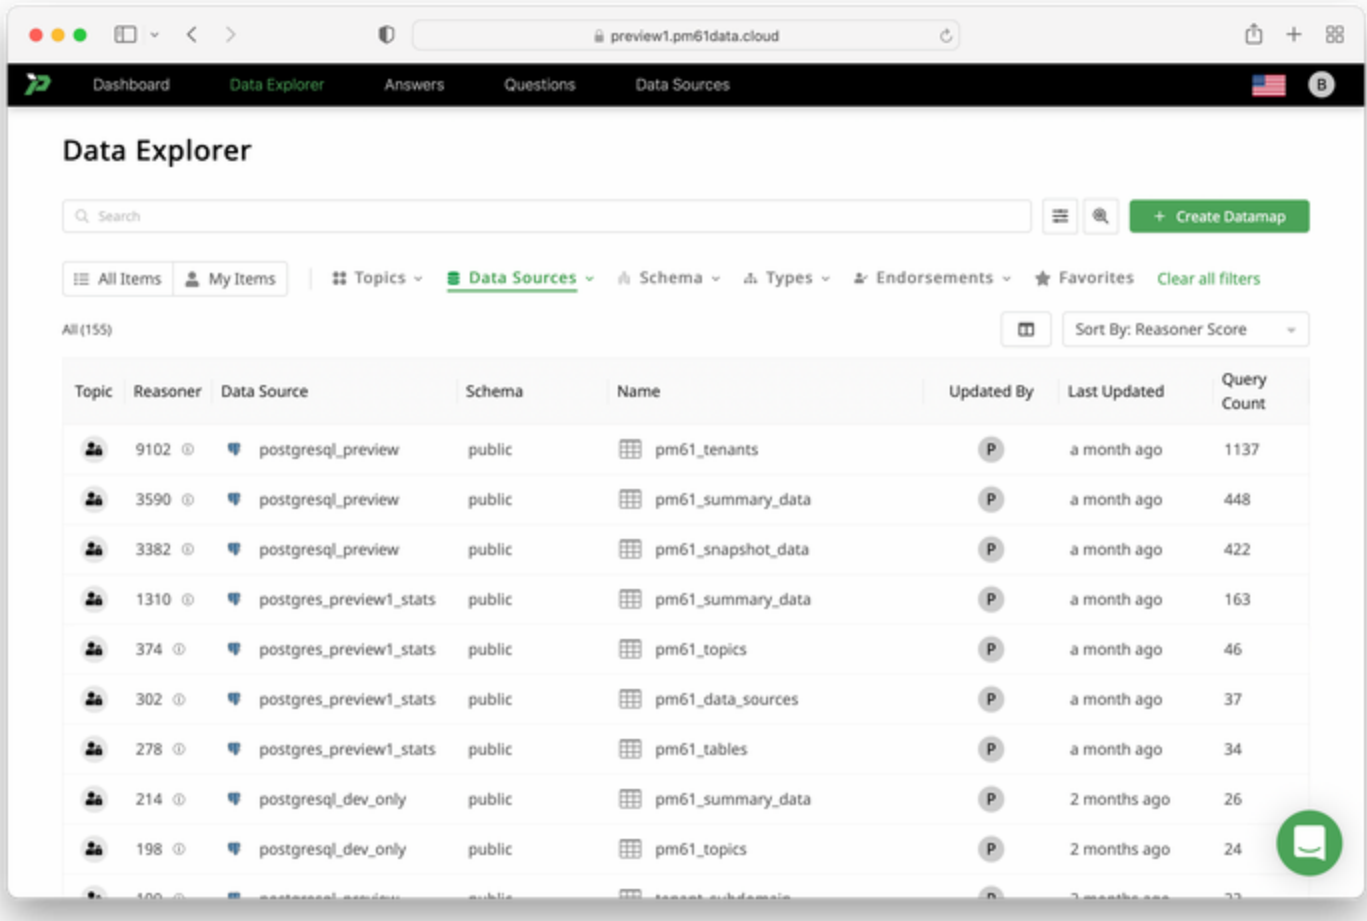 preview1.pm61data.cloud
Dashboard Data Explorer Answers Questions Data Sources B
Data Explorer
Search + Create Datamap
All Items My Items Topics Data Sources Schema Types Endorsements Favorites Clear all filters
All (155) Sort By: Reasoner Score
Topic Reasoner Data Source Schema Name Updated By Last Updated Query Count
9102 postgresql_preview public pm61_tenants P a month ago 1137
3590 postgresql_preview public pm61_summary_data P a month ago 448
3382 postgresql_preview public pm61_snapshot_data P a month ago 422
1310 postgres_preview1_stats public pm61_summary_data P a month ago 163
374 postgres_preview1_stats public pm61_topics P a month ago 46
302 postgres_preview1_stats public pm61_data_sources P a month ago 37
278 postgres_preview1_stats public pm61_tables P a month ago 34
214 postgresql_dev_only public pm61_summary_data P 2 months ago 26
198 postgresql_dev_only public pm61_topics P 2 months ago 24
postgresql_preview public tenant_subdomain P months ago